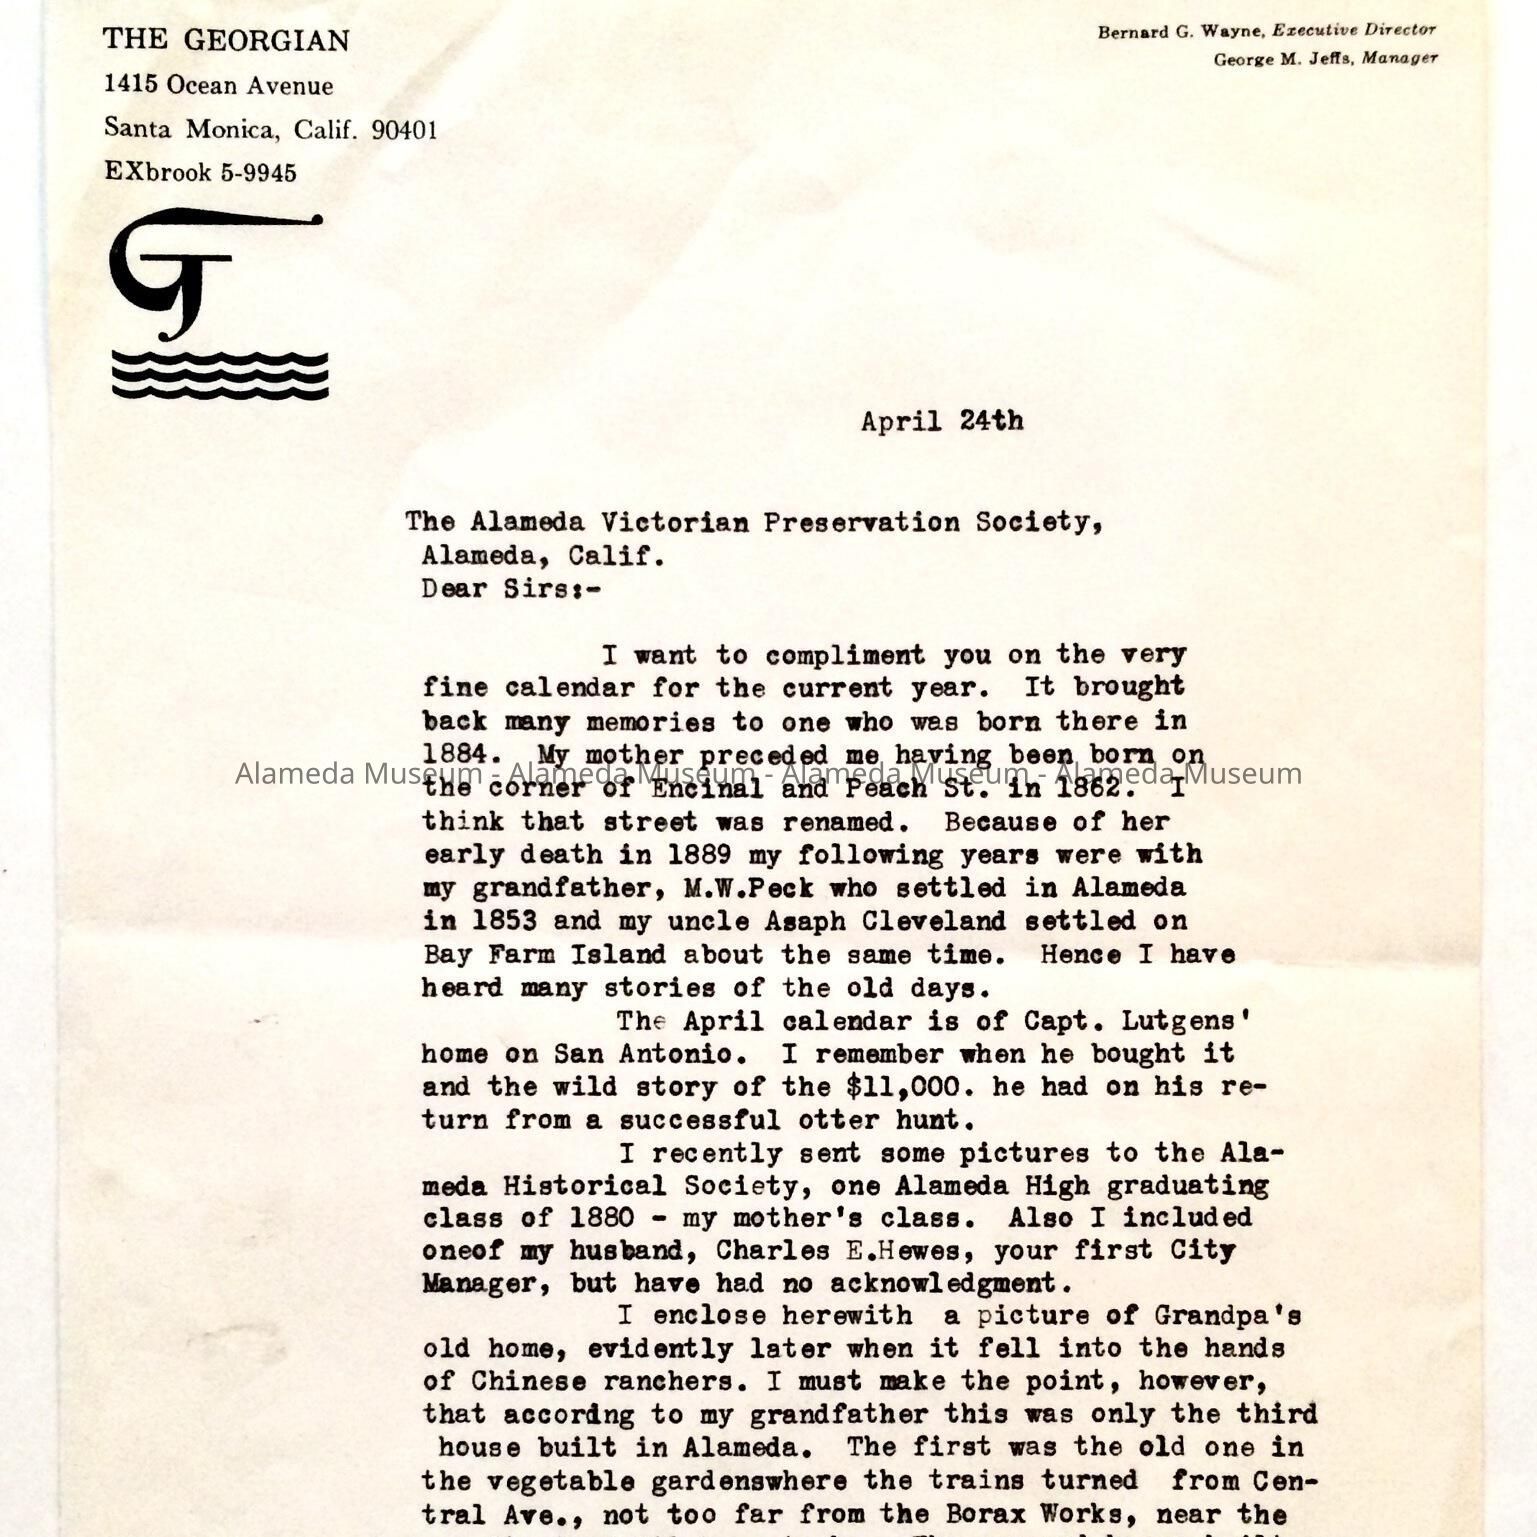 THE GEORGIAN
1415 Ocean Avenue
Santa Monica, Calif. 90401
EXbrook 5-9945
Bernard G. Wayne, Executive Director
George M. Jeffs, Manager
G
April 24th
The Alameda Victorian Preservation Society,
Alameda, Calif.
Dear Sirs:-
I want to compliment you on the very
fine calendar for the current year. It brought
back many memories to one who was born there in
1884. My mother preceded me having been born on
Alameda Museum - Alameda Museum - Alameda Museum - Alameda Museum
the corner of Encinal and Peach St. in 1862. I
think that street was renamed. Because of her
early death in 1889 my following years were with
my grandfather, M.W.Peck who settled in Alameda
in 1853 and my uncle Asaph Cleveland settled on
Bay Farm Island about the same time. Hence I have
heard many stories of the old days.
The April calendar is of Capt. Lutgens'
home on San Antonio. I remember when he bought it
and the wild story of the $11,000. he had on his re-
turn from a successful otter hunt.
I recently sent some pictures to the Ala-
meda Historical Society, one Alameda High graduating
class of 1880 - my mother's class. Also I included
oneof my husband, Charles E.Hewes, your first City
Manager, but have had no acknowledgment.
I enclose herewith a picture of Grandpa's
old home, evidently later when it fell into the hands
of Chinese ranchers. I must make the point, however,
that accordng to my grandfather this was only the third
house built in Alameda. The first was the old one in
the vegetable gardenswhere the trains turned from Cen-
tral Ave., not too far from the Borax Works, near the